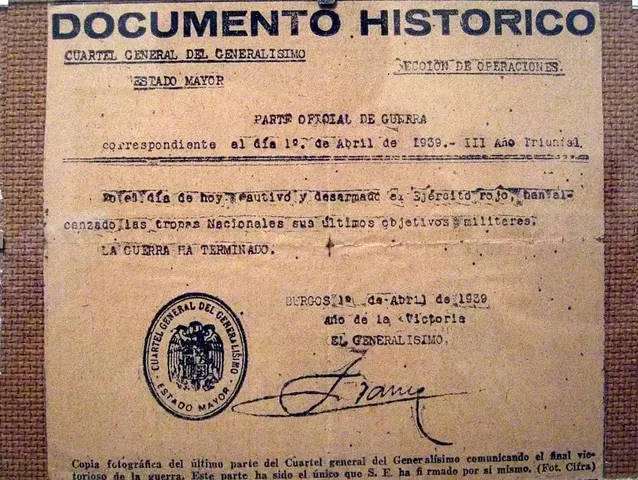 DOCUMENTO HISTORICO
CUARTEL GENERAL DEL GENERALISIMO
ESTADO MAYOR
ECCION DE OPERACIONES.
PARTE OFICIAL DE GUERRA
correspondiente al día 1º. de Abril de 1939.- III Año Triunfal
En el día de hoy, cautivo y desarmado el Ejército rojo, han al-
canzado las tropas Nacionales sus últimos objetivos militares.
LA GUERRA HA TERMINADO.
BURGOS 1º de Abril de 1939
Año de la Victoria
EL GENERALISIMO.
CUARTEL GENERAL DEL GENERALÍSIMO
- ESTADO MAYOR -
Franco
Copia fotográfica del último parte del Cuartel general del Generalísimo comunicando el final vic-
torioso de la guerra. Este parte ha sido el único que S. E. ha firmado por sí mismo. (Fot. Cifra)